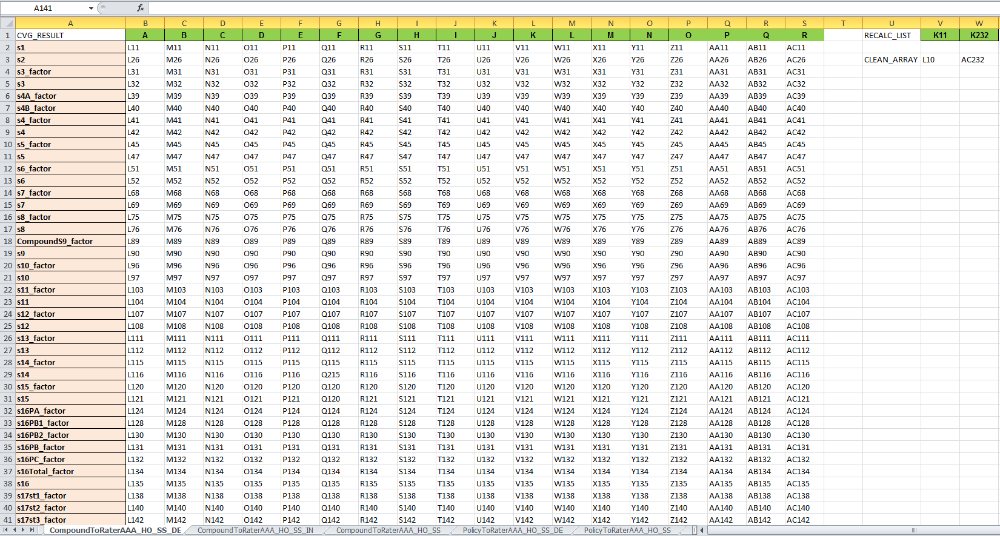 A141 fx
A B C D E F G H I J K L M N O P Q R S T U V W
1 CVG_RESULT A B C D E F G H I J K L M N O P Q R RECALC_LIST K11 K232
2 s1 L11 M11 N11 O11 P11 Q11 R11 S11 T11 U11 V11 W11 X11 Y11 Z11 AA11 AB11 AC11
3 s2 L26 M26 N26 O26 P26 Q26 R26 S26 T26 U26 V26 W26 X26 Y26 Z26 AA26 AB26 AC26 CLEAN_ARRAY L10 AC232
4 s3_factor L31 M31 N31 O31 P31 Q31 R31 S31 T31 U31 V31 W31 X31 Y31 Z31 AA31 AB31 AC31
5 s3 L32 M32 N32 O32 P32 Q32 R32 S32 T32 U32 V32 W32 X32 Y32 Z32 AA32 AB32 AC32
6 s4A_factor L39 M39 N39 O39 P39 Q39 R39 S39 T39 U39 V39 W39 X39 Y39 Z39 AA39 AB39 AC39
7 s4B_factor L40 M40 N40 O40 P40 Q40 R40 S40 T40 U40 V40 W40 X40 Y40 Z40 AA40 AB40 AC40
8 s4_factor L41 M41 N41 O41 P41 Q41 R41 S41 T41 U41 V41 W41 X41 Y41 Z41 AA41 AB41 AC41
9 s4 L42 M42 N42 O42 P42 Q42 R42 S42 T42 U42 V42 W42 X42 Y42 Z42 AA42 AB42 AC42
10 s5_factor L45 M45 N45 O45 P45 Q45 R45 S45 T45 U45 V45 W45 X45 Y45 Z45 AA45 AB45 AC45
11 s5 L47 M47 N47 O47 P47 Q47 R47 S47 T47 U47 V47 W47 X47 Y47 Z47 AA47 AB47 AC47
12 s6_factor L51 M51 N51 O51 P51 Q51 R51 S51 T51 U51 V51 W51 X51 Y51 Z51 AA51 AB51 AC51
13 s6 L52 M52 N52 O52 P52 Q52 R52 S52 T52 U52 V52 W52 X52 Y52 Z52 AA52 AB52 AC52
14 s7_factor L68 M68 N68 O68 P68 Q68 R68 S68 T68 U68 V68 W68 X68 Y68 Z68 AA68 AB68 AC68
15 s7 L69 M69 N69 O69 P69 Q69 R69 S69 T69 U69 V69 W69 X69 Y69 Z69 AA69 AB69 AC69
16 s8_factor L75 M75 N75 O75 P75 Q75 R75 S75 T75 U75 V75 W75 X75 Y75 Z75 AA75 AB75 AC75
17 s8 L76 M76 N76 O76 P76 Q76 R76 S76 T76 U76 V76 W76 X76 Y76 Z76 AA76 AB76 AC76
18 CompoundS9_factor L89 M89 N89 O89 P89 Q89 R89 S89 T89 U89 V89 W89 X89 Y89 Z89 AA89 AB89 AC89
19 s9 L90 M90 N90 O90 P90 Q90 R90 S90 T90 U90 V90 W90 X90 Y90 Z90 AA90 AB90 AC90
20 s10_factor L96 M96 N96 O96 P96 Q96 R96 S96 T96 U96 V96 W96 X96 Y96 Z96 AA96 AB96 AC96
21 s10 L97 M97 N97 O97 P97 Q97 R97 S97 T97 U97 V97 W97 X97 Y97 Z97 AA97 AB97 AC97
22 s11_factor L103 M103 N103 O103 P103 Q103 R103 S103 T103 U103 V103 W103 X103 Y103 Z103 AA103 AB103 AC103
23 s11 L104 M104 N104 O104 P104 Q104 R104 S104 T104 U104 V104 W104 X104 Y104 Z104 AA104 AB104 AC104
24 s12_factor L107 M107 N107 O107 P107 Q107 R107 S107 T107 U107 V107 W107 X107 Y107 Z107 AA107 AB107 AC107
25 s12 L108 M108 N108 O108 P108 Q108 R108 S108 T108 U108 V108 W108 X108 Y108 Z108 AA108 AB108 AC108
26 s13_factor L111 M111 N111 O111 P111 Q111 R111 S111 T111 U111 V111 W111 X111 Y111 Z111 AA111 AB111 AC111
27 s13 L112 M112 N112 O112 P112 Q112 R112 S112 T112 U112 V112 W112 X112 Y112 Z112 AA112 AB112 AC112
28 s14_factor L115 M115 N115 O115 P115 Q115 R115 S115 T115 U115 V115 W115 X115 Y115 Z115 AA115 AB115 AC115
29 s14 L116 M116 N116 O116 P116 Q215 R116 S116 T116 U116 V116 W116 X116 Y116 Z116 AA116 AB116 AC116
30 s15_factor L120 M120 N120 O120 P120 Q120 R120 S120 T120 U120 V120 W120 X120 Y120 Z120 AA120 AB120 AC120
31 s15 L121 M121 N121 O121 P121 Q120 R121 S121 T121 U121 V121 W121 X121 Y121 Z121 AA121 AB121 AC121
32 s16PA_factor L124 M124 N124 O124 P124 Q124 R124 S124 T124 U124 V124 W124 X124 Y124 Z124 AA124 AB124 AC124
33 s16PB1_factor L128 M128 N128 O128 P128 Q128 R128 S128 T128 U128 V128 W128 X128 Y128 Z128 AA128 AB128 AC128
34 s16PB2_factor L130 M130 N130 O130 P130 Q130 R130 S130 T130 U130 V130 W130 X130 Y130 Z130 AA130 AB130 AC130
35 s16PB_factor L131 M131 N131 O131 P131 Q131 R131 S131 T131 U131 V131 W131 X131 Y131 Z131 AA131 AB131 AC131
36 s16PC_factor L132 M132 N132 O132 P132 Q132 R132 S132 T132 U132 V132 W132 X132 Y132 Z132 AA132 AB132 AC132
37 s16Total_factor L134 M134 N134 O134 P134 Q134 R134 S134 T134 U134 V134 W134 X134 Y134 Z134 AA134 AB134 AC134
38 s16 L135 M135 N135 O135 P135 Q135 R135 S135 T135 U135 V135 W135 X135 Y135 Z135 AA135 AB135 AC135
39 s17st1_factor L138 M138 N138 O138 P138 Q138 R138 S138 T138 U138 V138 W138 X138 Y138 Z138 AA138 AB138 AC138
40 s17st2_factor L140 M140 N140 O140 P140 Q140 R140 S140 T140 U140 V140 W140 X140 Y140 Z140 AA140 AB140 AC140
41 s17st3_factor L142 M142 N142 O142 P142 Q142 R142 S142 T142 U142 V142 W142 X142 Y142 Z142 AA142 AB142 AC142
CompoundToRaterAAA_HO_SS_DE CompoundToRaterAAA_HO_SS_IN CompoundToRaterAAA_HO_SS PolicyToRaterAAA_HO_SS_DE PolicyToRaterAAA_HO_SS